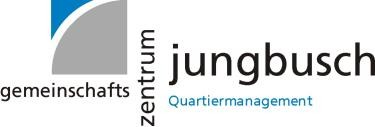 gemeinschafts
zentrum
jungbusch
Quartiermanagement